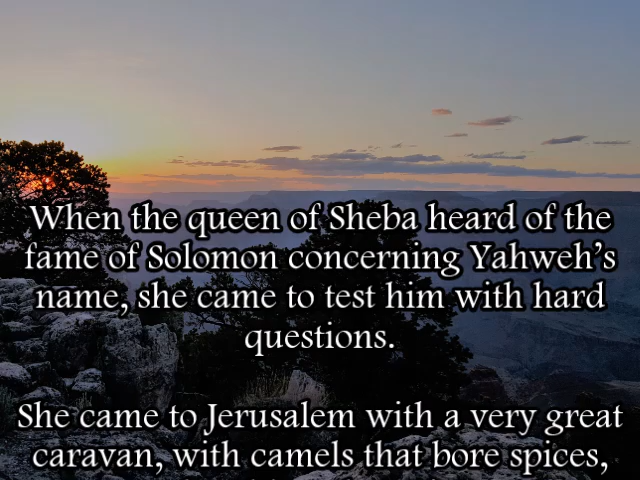 When the queen of Sheba heard of the
fame of Solomon concerning Yahweh’s
name, she came to test him with hard
questions.
She came to Jerusalem with a very great
caravan, with camels that bore spices,